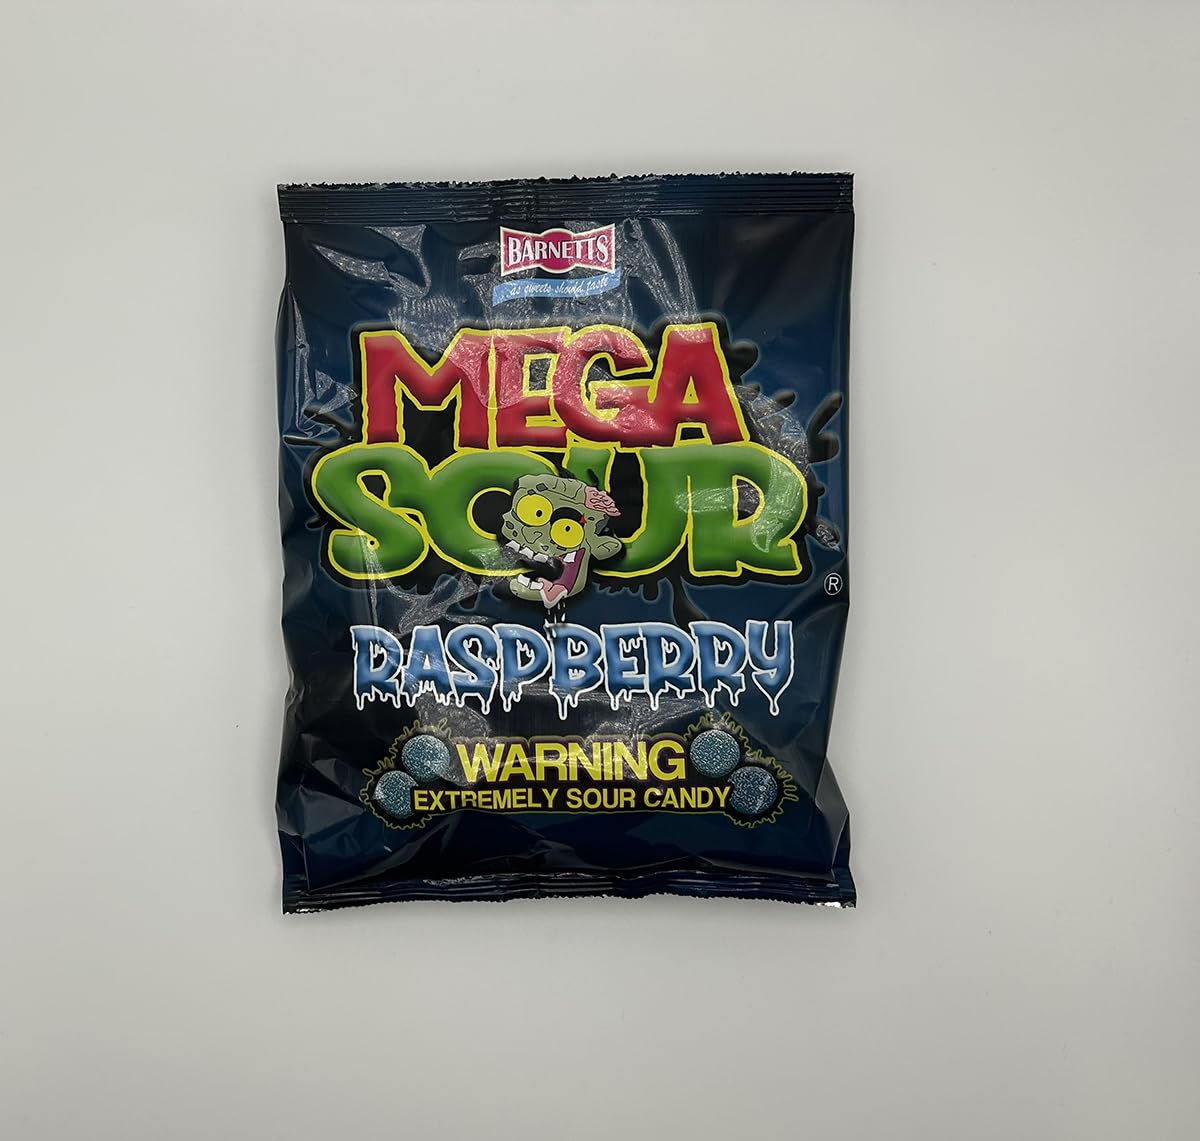 BARNETTS
as sweets should taste
MEGA
SOUR
®
RASPBERRY
WARNING
EXTREMELY SOUR CANDY